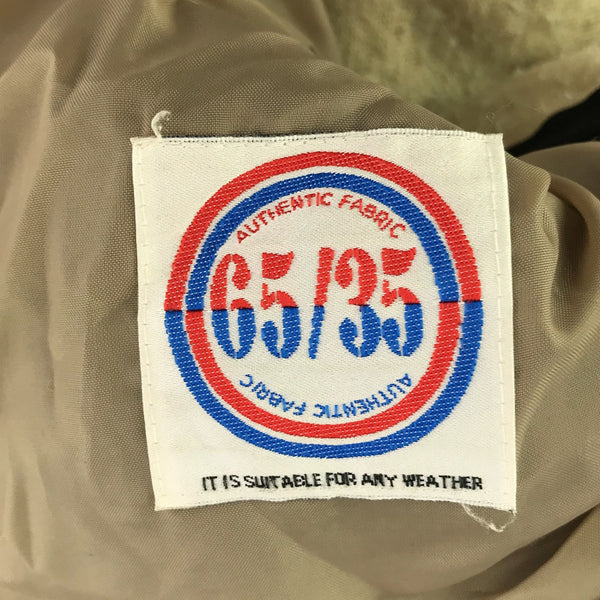 AUTHENTIC FABRIC
65/35
AUTHENTIC FABRIC
IT IS SUITABLE FOR ANY WEATHER